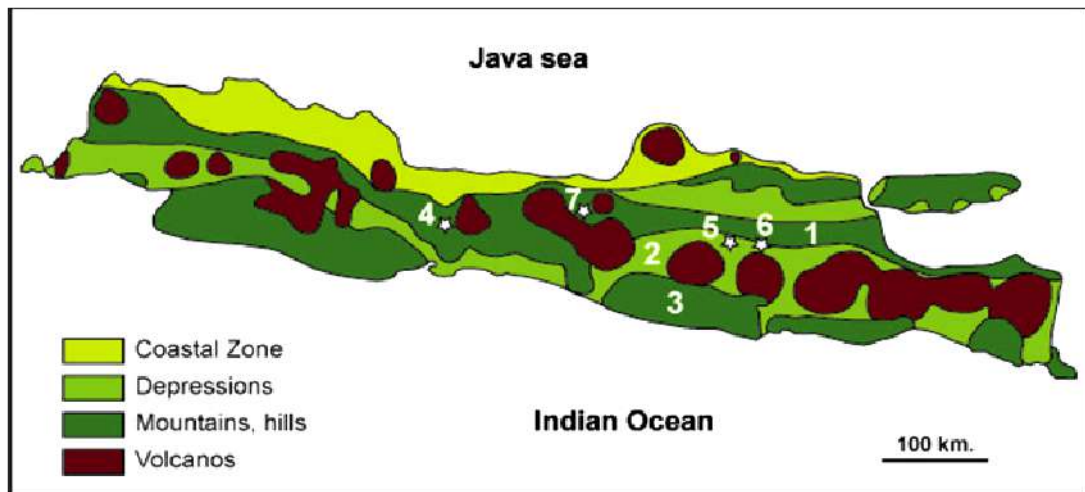 Java sea
7
4
5
6
1
2
3
Coastal Zone
Depressions
Mountains, hills
Volcanos
Indian Ocean
100 km.